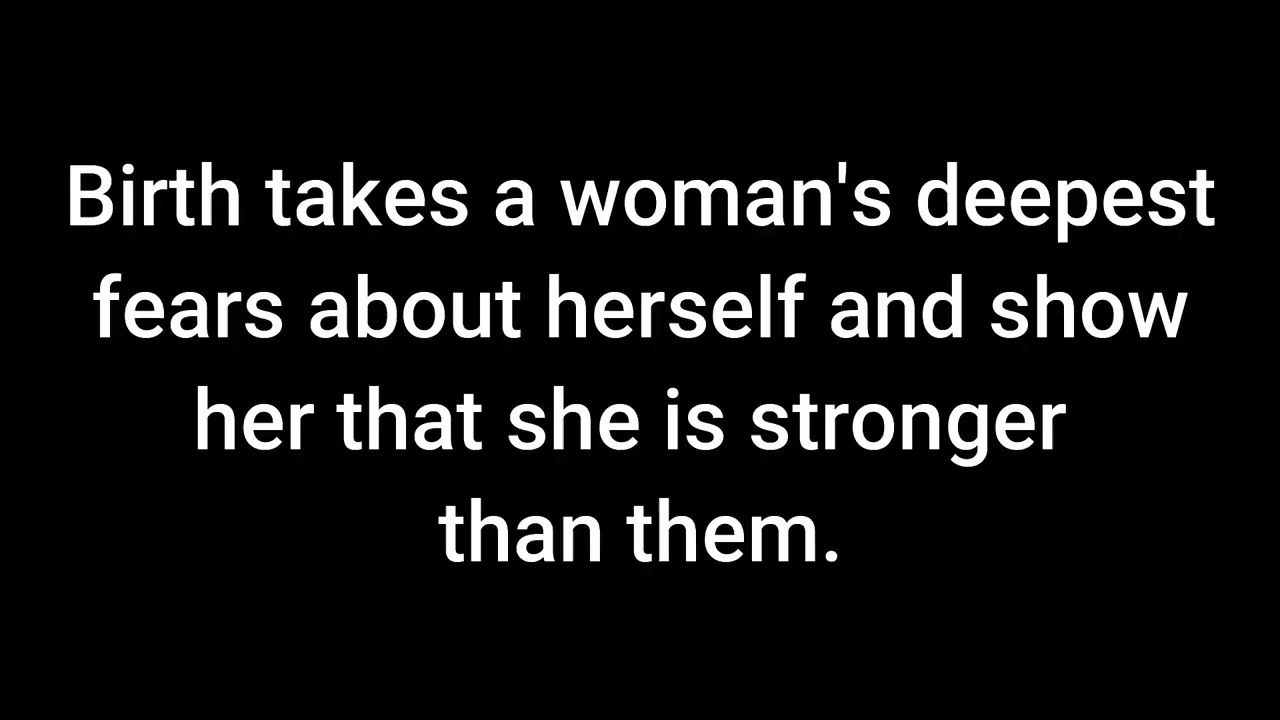 Birth takes a woman's deepest
fears about herself and show
her that she is stronger
than them.